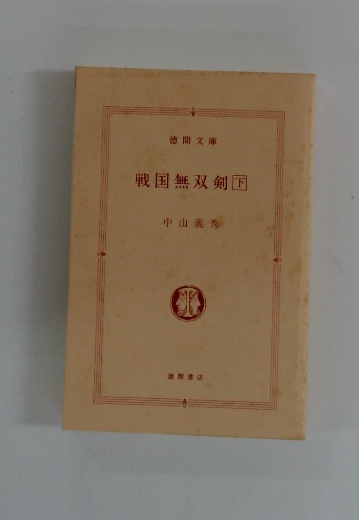 徳間文庫
戦国無双剣下
中山義秀
徳間書店